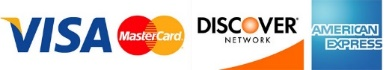 VISA
MasterCard
DISCOVER
NETWORK
AMERICAN
EXPRESS